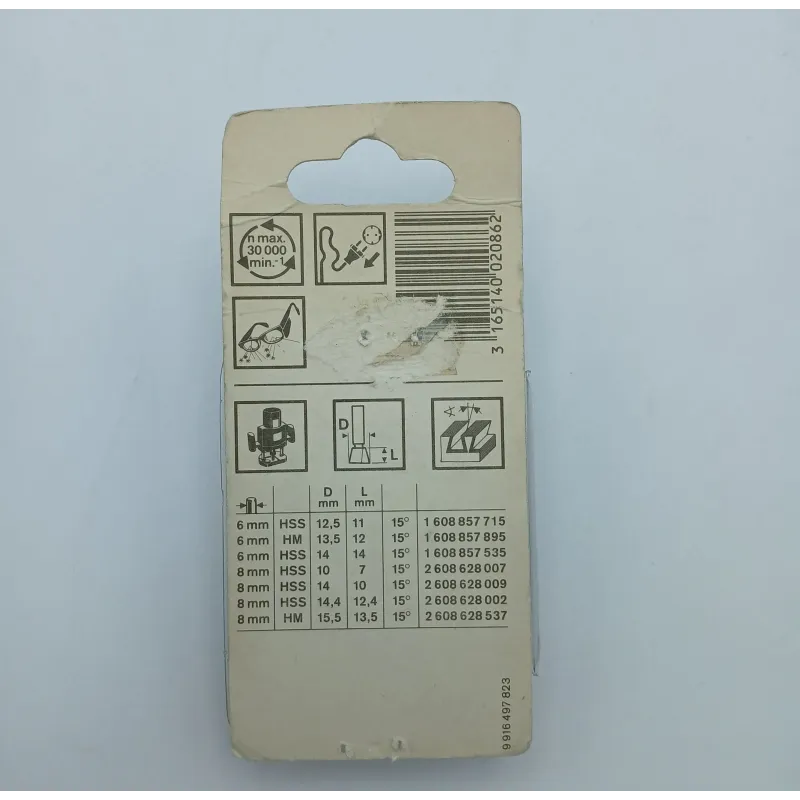 n max.
30 000
min.-1
3 165140 020862
D
L
D mm L mm
6 mm HSS 12,5 11 15° 1 608 857 715
6 mm HM 13,5 12 15° 1 608 857 895
6 mm HSS 14 14 15° 1 608 857 535
8 mm HSS 10 7 15° 2 608 628 007
8 mm HSS 14 10 15° 2 608 628 009
8 mm HSS 14,4 12,4 15° 2 608 628 002
8 mm HM 15,5 13,5 15° 2 608 628 537
9 916 497 823